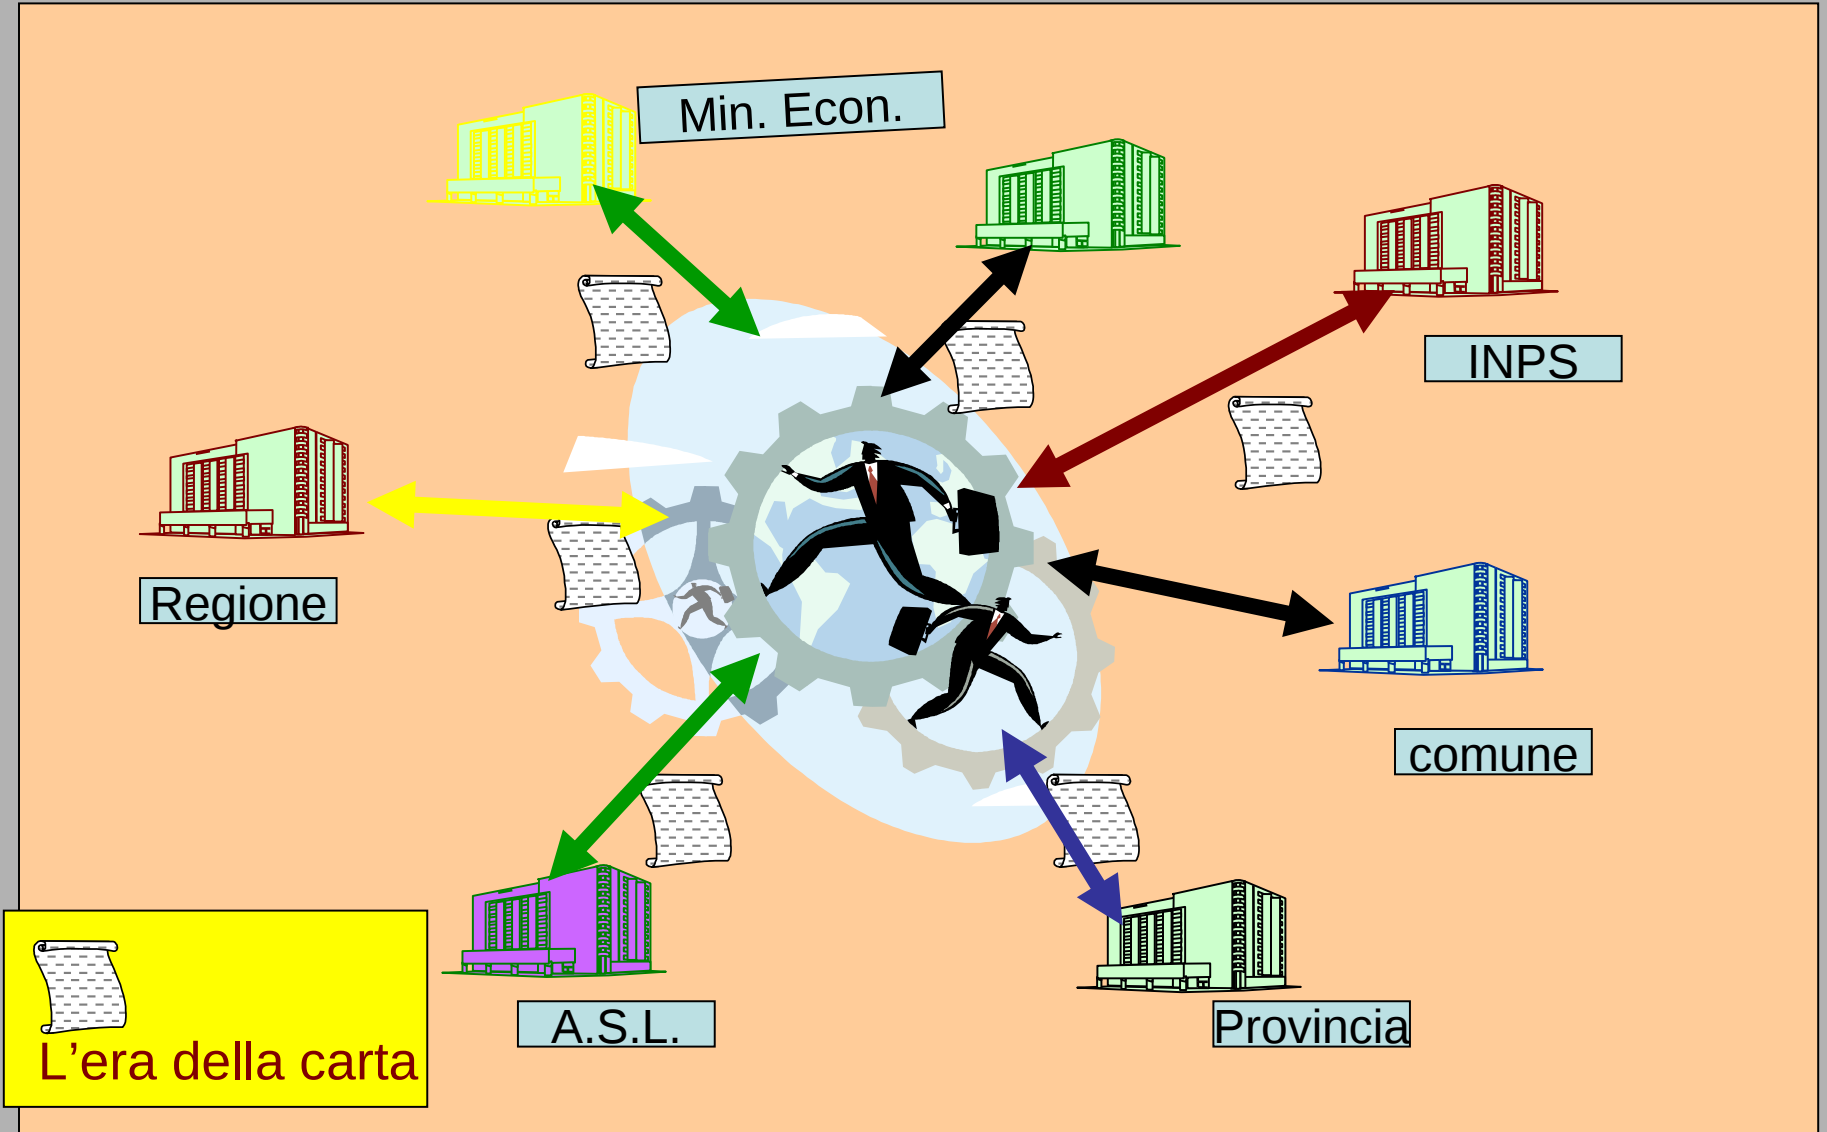 Min. Econ.
INPS
Regione
comune
A.S.L.
Provincia
L’era della carta